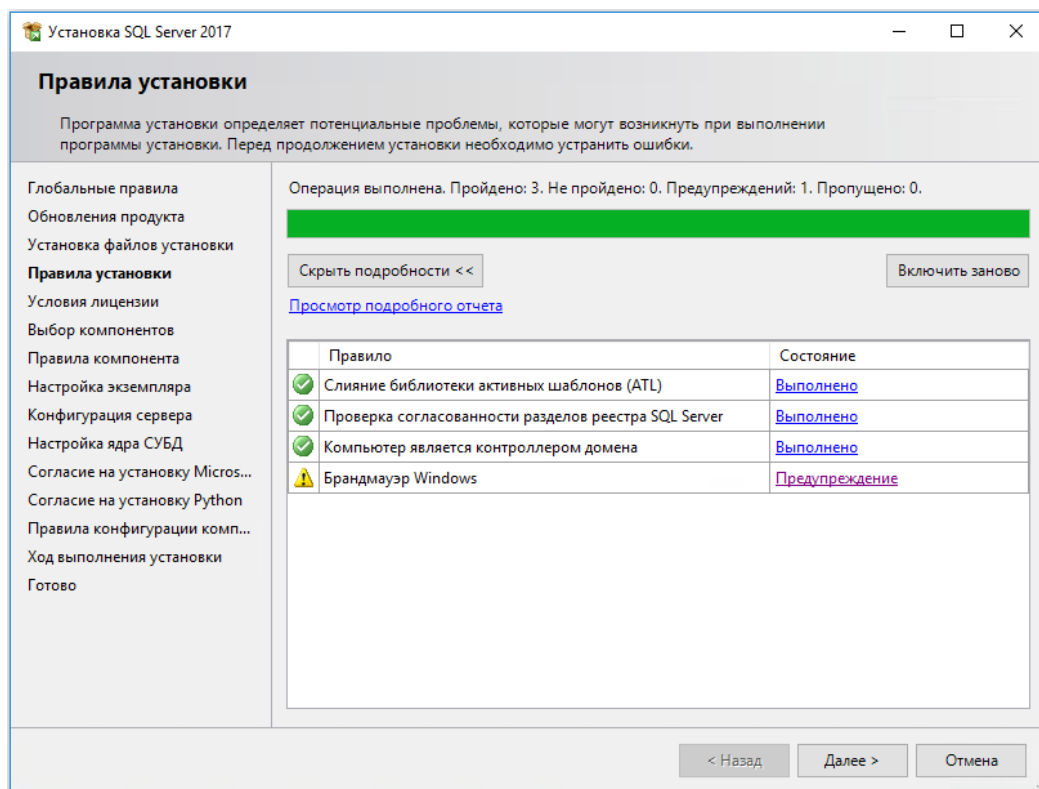 Установка SQL Server 2017
Правила установки
Программа установки определяет потенциальные проблемы, которые могут возникнуть при выполнении
программы установки. Перед продолжением установки необходимо устранить ошибки.
Глобальные правила
Обновления продукта
Установка файлов установки
Правила установки
Условия лицензии
Выбор компонентов
Правила компонента
Настройка экземпляра
Конфигурация сервера
Настройка ядра СУБД
Согласие на установку Micros...
Согласие на установку Python
Правила конфигурации комп...
Ход выполнения установки
Готово
Операция выполнена. Пройдено: 3. Не пройдено: 0. Предупреждений: 1. Пропущено: 0.
Скрыть подробности <<
Включить заново
Просмотр подробного отчета
Правило Состояние
Слияние библиотеки активных шаблонов (ATL) Выполнено
Проверка согласованности разделов реестра SQL Server Выполнено
Компьютер является контроллером домена Выполнено
Брандмауэр Windows Предупреждение
< Назад
Далее >
Отмена